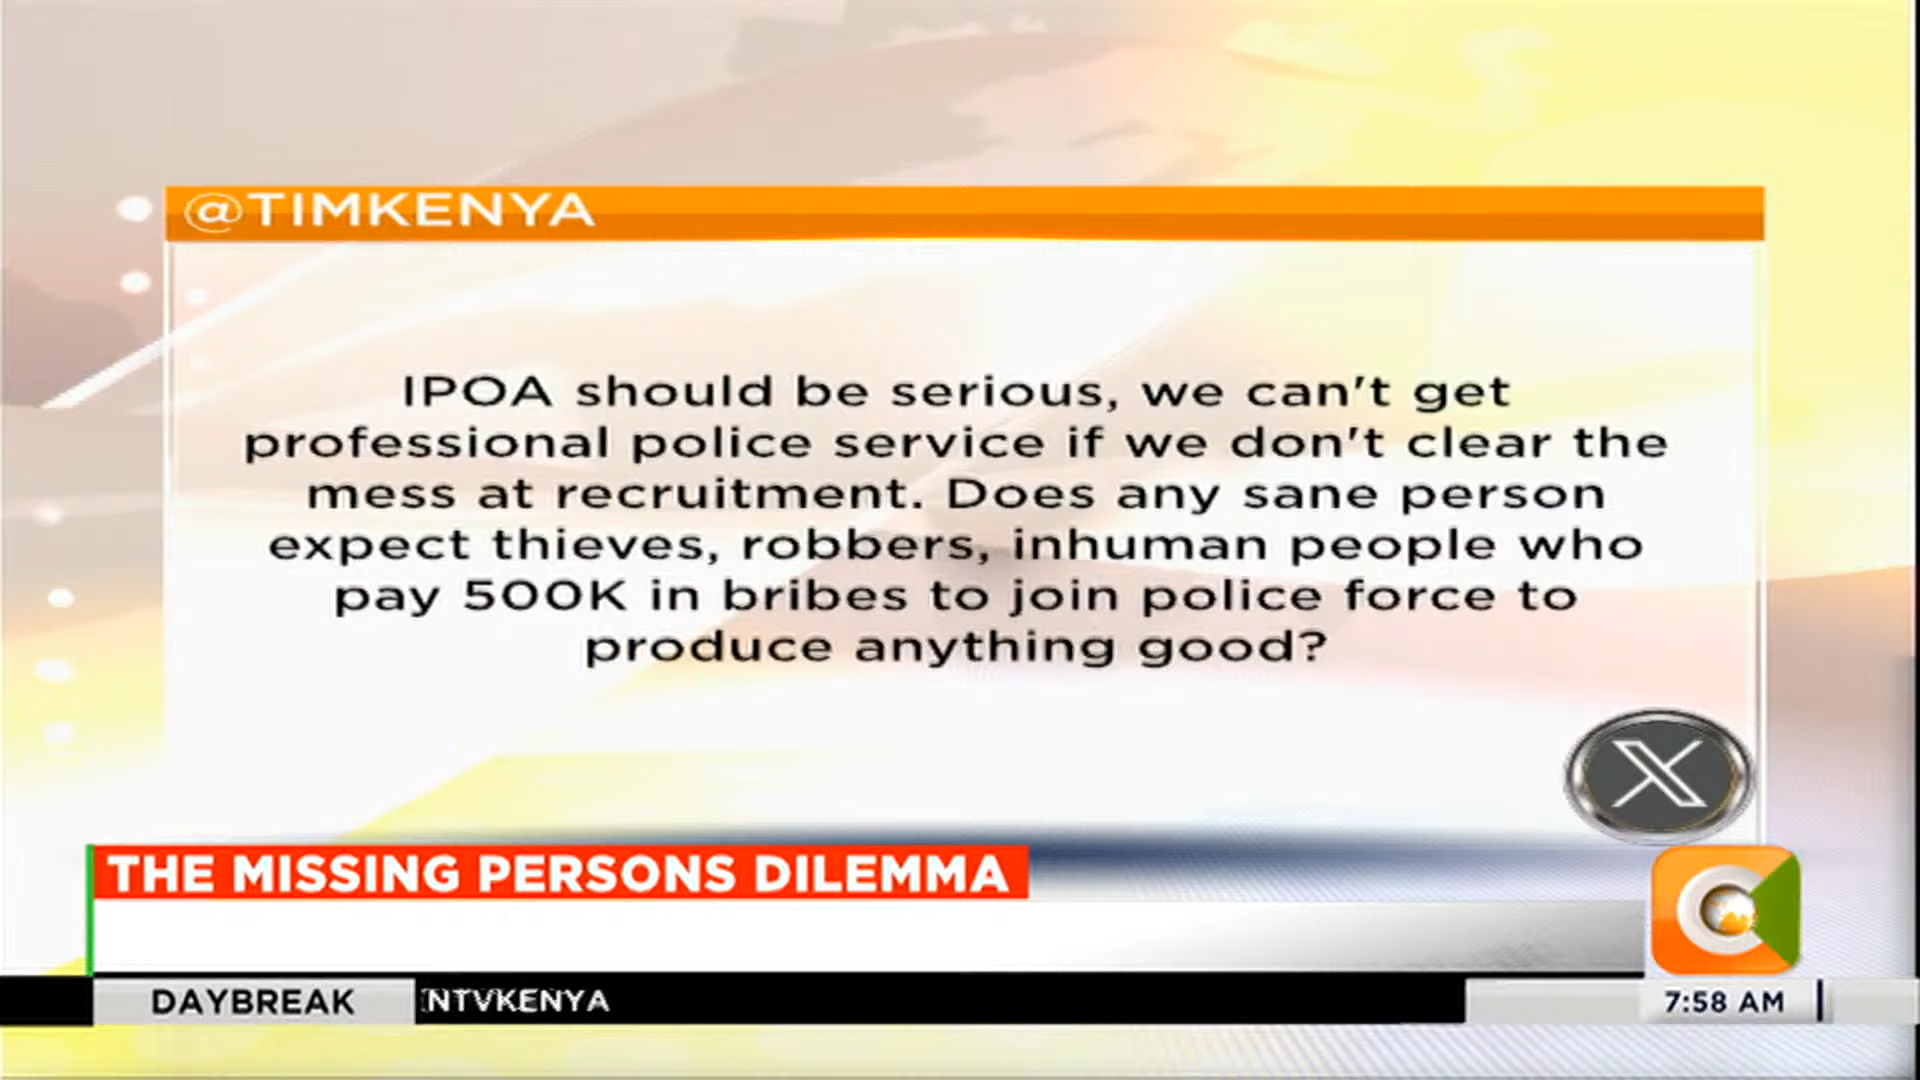 @TIMKENYA
IPOA should be serious, we can't get
professional police service if we don't clear the
mess at recruitment. Does any sane person
expect thieves, robbers, inhuman people who
pay 500K in bribes to join police force to
produce anything good?
THE MISSING PERSONS DILEMMA
DAYBREAK
NTVKENYA
7:58 AM